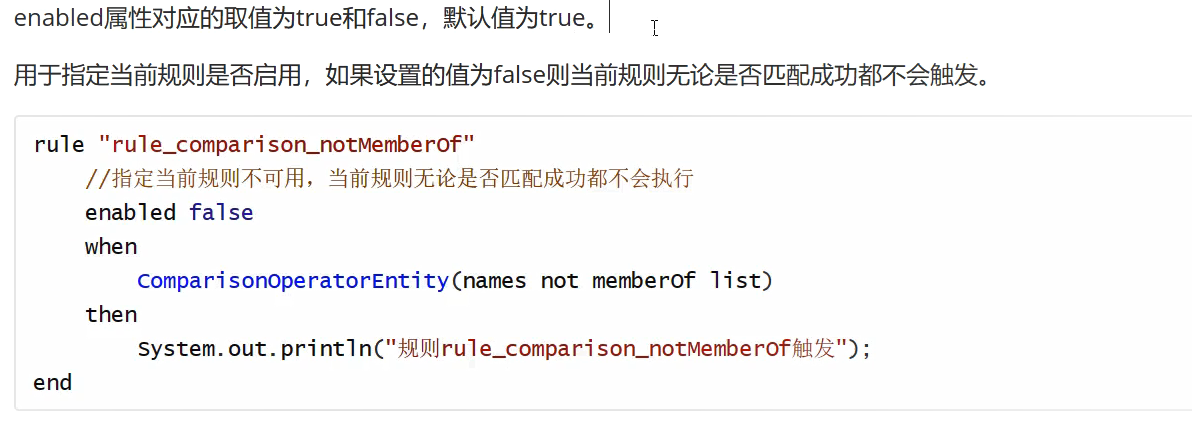 enabled属性对应的取值为true和false，默认值为true。
用于指定当前规则是否启用，如果设置的值为false则当前规则无论是否匹配成功都不会触发。
rule "rule_comparison_notMemberOf"
    //指定当前规则不可用，当前规则无论是否匹配成功都不会执行
    enabled false
    when
        ComparisonOperatorEntity(names not memberOf list)
    then
        System.out.println("规则rule_comparison_notMemberOf触发");
end